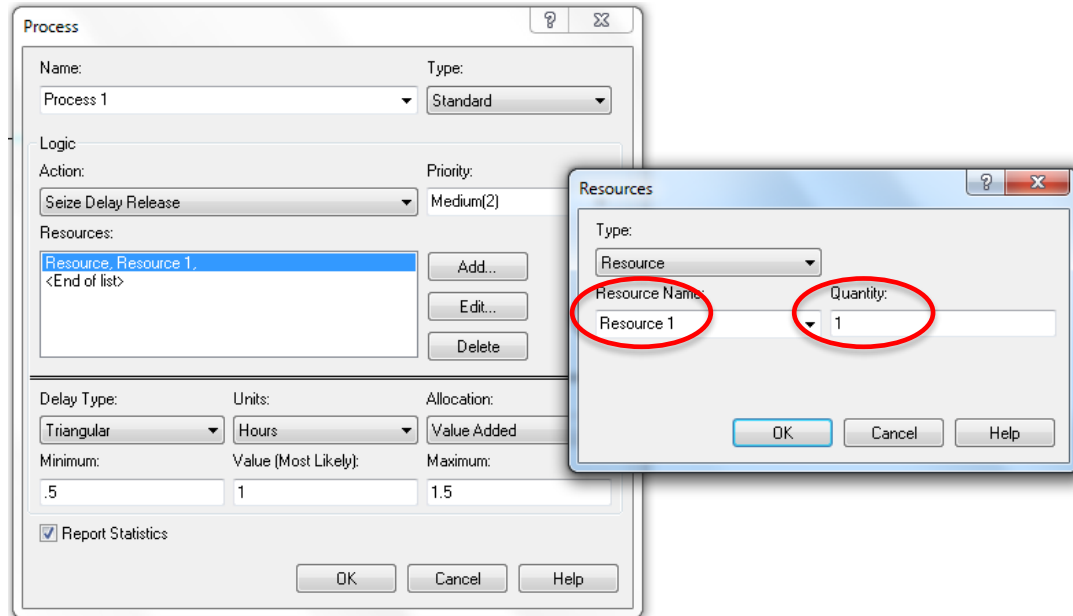 Process
Name:
Type:
Process 1
Standard
Logic
Action:
Priority:
Seize Delay Release
Medium(2)
Resources:
Resource, Resource 1,
<End of list>
Add...
Edit...
Delete
Delay Type:
Units:
Allocation:
Triangular
Hours
Value Added
Minimum:
Value (Most Likely):
Maximum:
.5
1
1.5
Report Statistics
OK
Cancel
Help
Resources
Type:
Resource
Resource Name:
Quantity:
Resource 1
1
OK
Cancel
Help